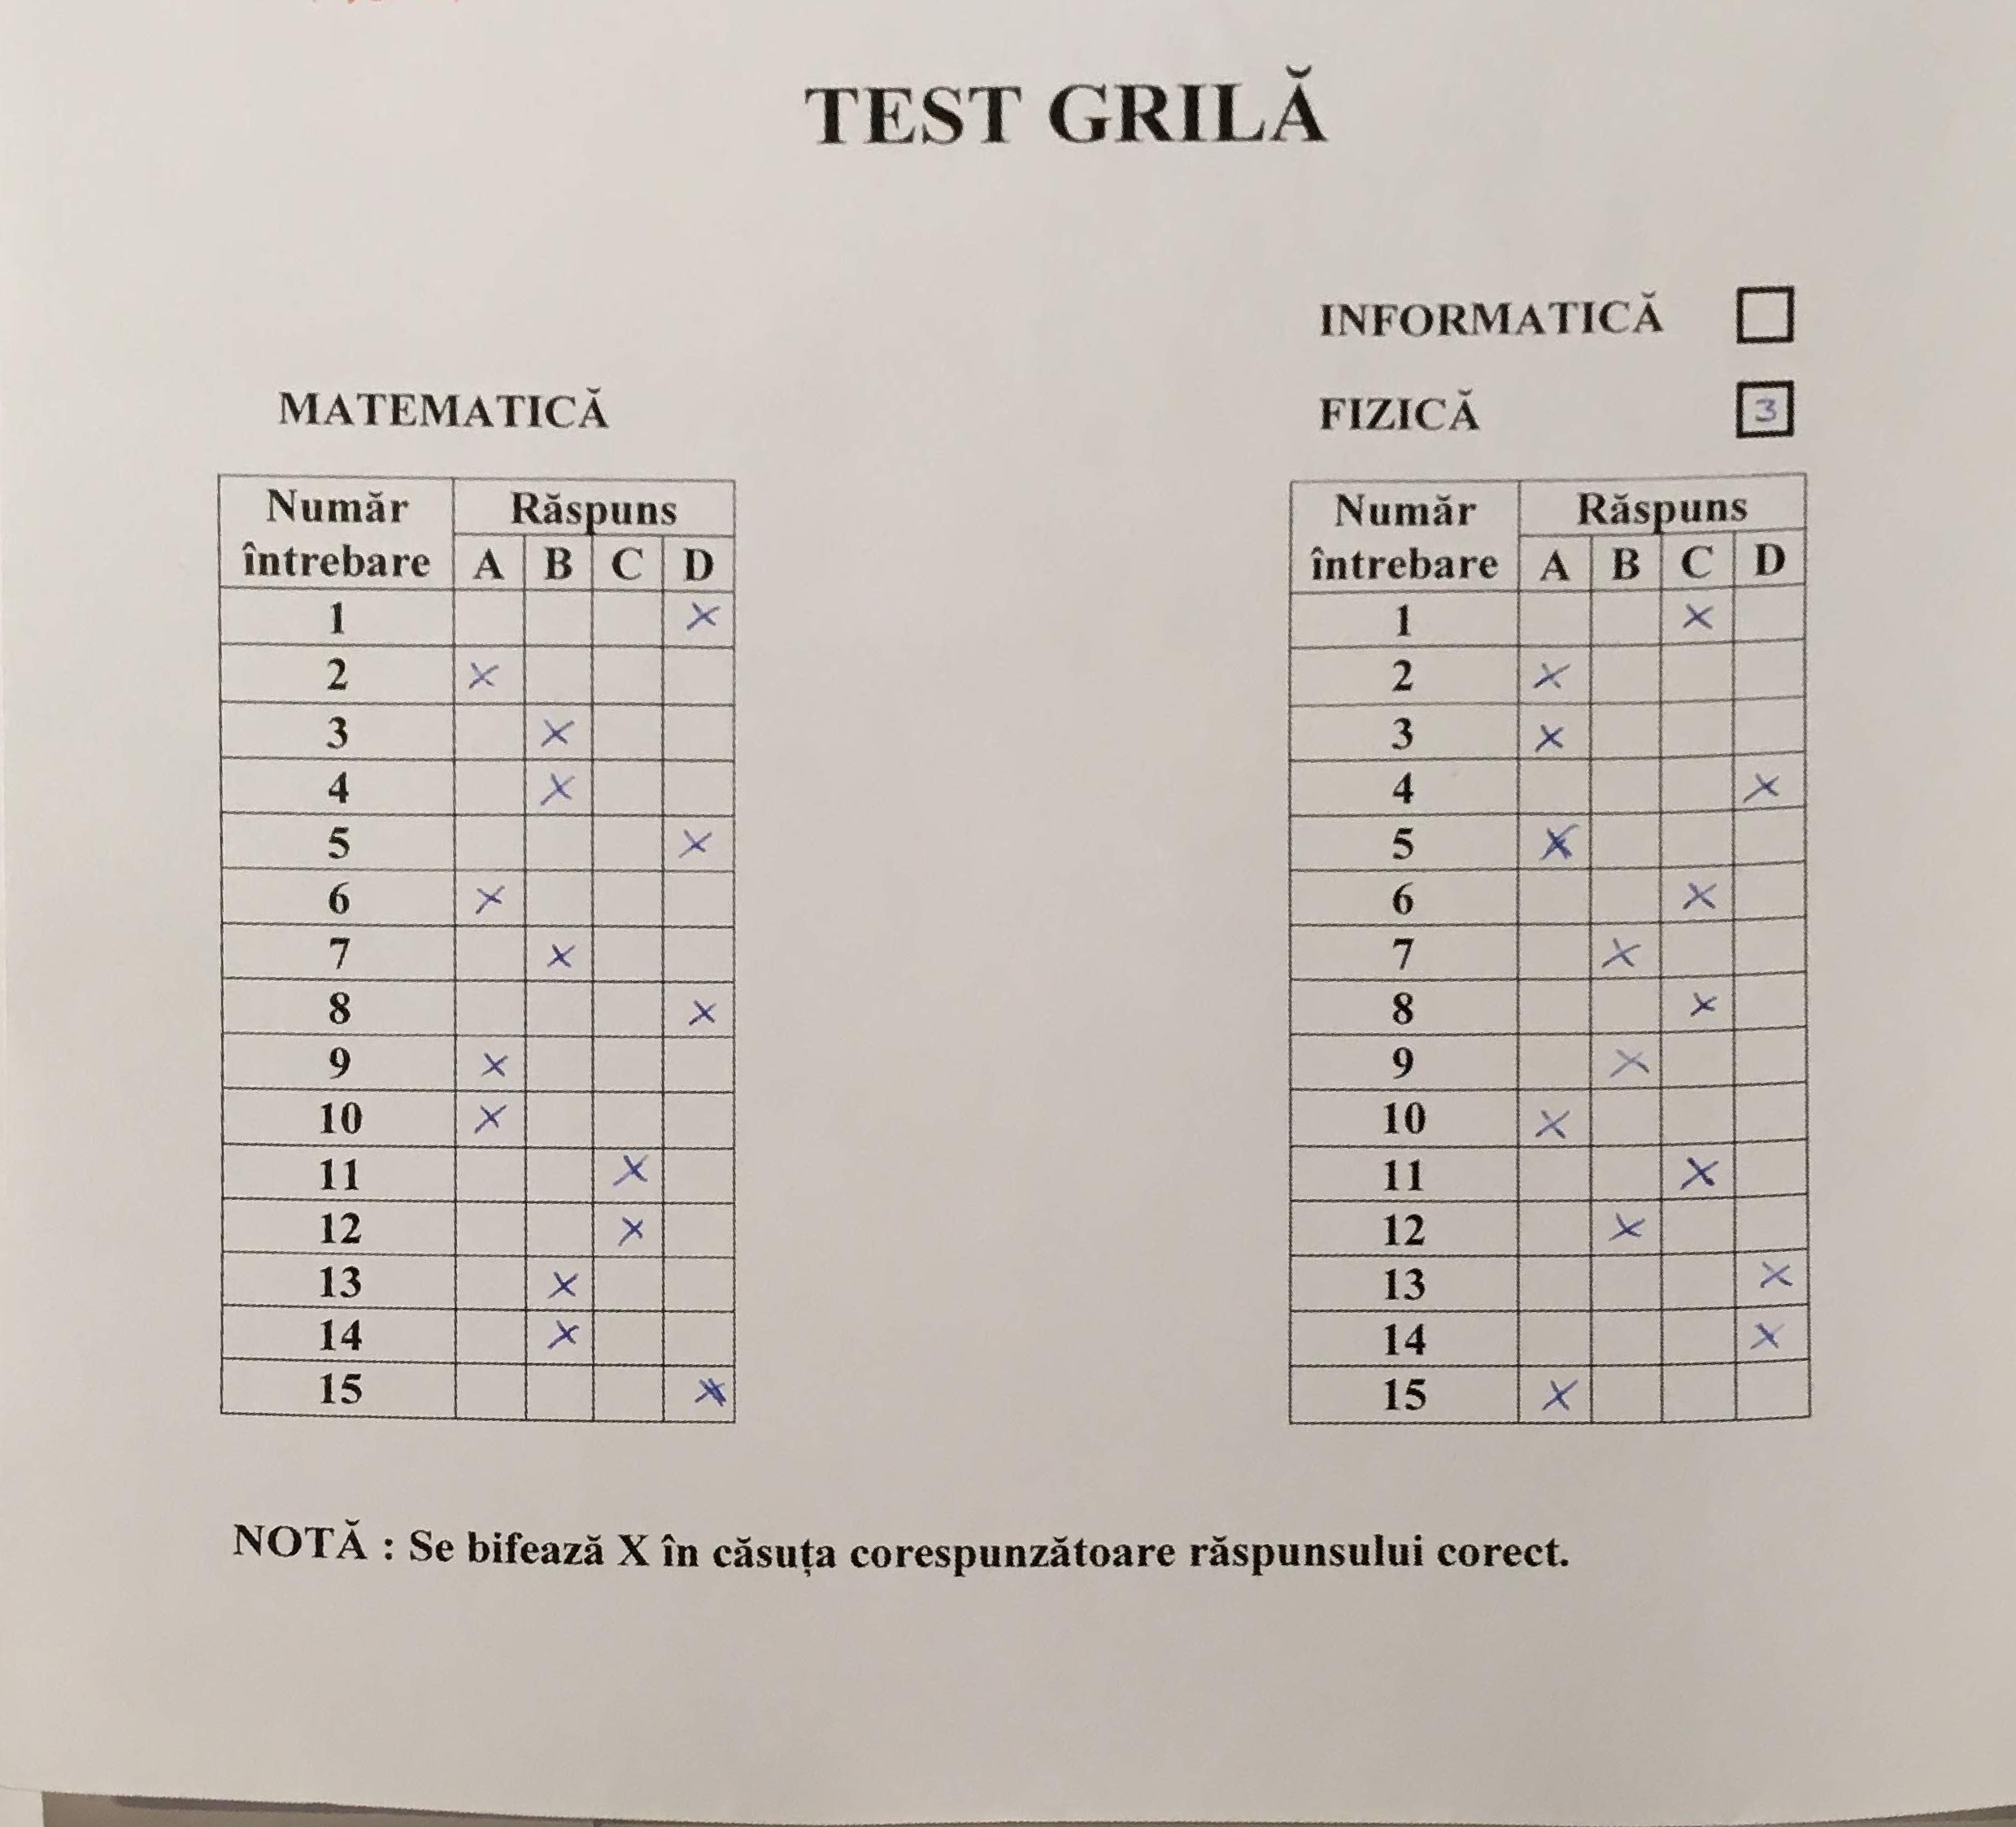 TEST GRILĂ
INFORMATICĂ
MATEMATICĂ
FIZICĂ 3
Număr întrebare Răspuns
A B C D
1 X
2 X
3 X
4 X
5 X
6 X
7 X
8 X
9 X
10 X
11 X
12 X
13 X
14 X
15 X
Număr întrebare Răspuns
A B C D
1 X
2 X
3 X
4 X
5 X
6 X
7 X
8 X
9 X
10 X
11 X
12 X
13 X
14 X
15 X
NOTĂ : Se bifează X în căsuța corespunzătoare răspunsului corect.